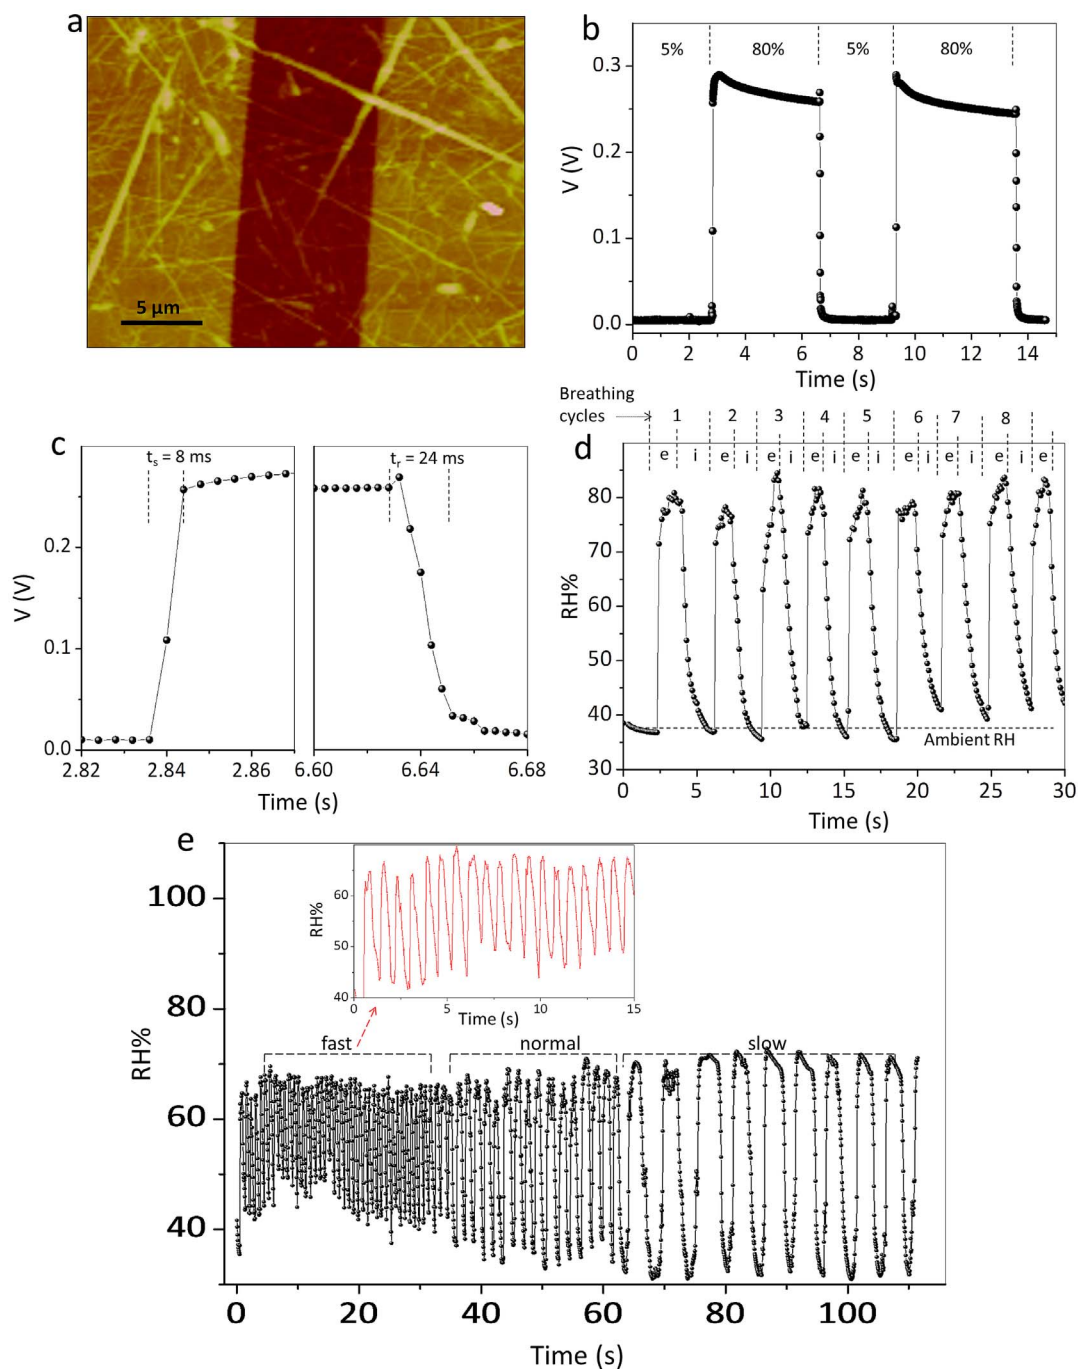 a
5 µm
b
5%
80%
5%
80%
0.3
0.2
0.1
0.0
V (V)
0
2
4
6
8
10
12
14
Time (s)
c
tₛ = 8 ms
tᵣ = 24 ms
0.2
0.1
0.0
V (V)
2.82
2.84
2.86
6.60
6.64
6.68
Time (s)
Breathing
cycles
1
2
3
4
5
6
7
8
d
e
i
e
i
e
i
e
i
e
i
e
i
e
i
e
i
e
80
70
60
50
40
30
RH%
Ambient RH
0
5
10
15
20
25
30
Time (s)
e
60
50
40
RH%
0
5
10
15
Time (s)
fast
normal
slow
100
80
60
40
RH%
0
20
40
60
80
100
Time (s)